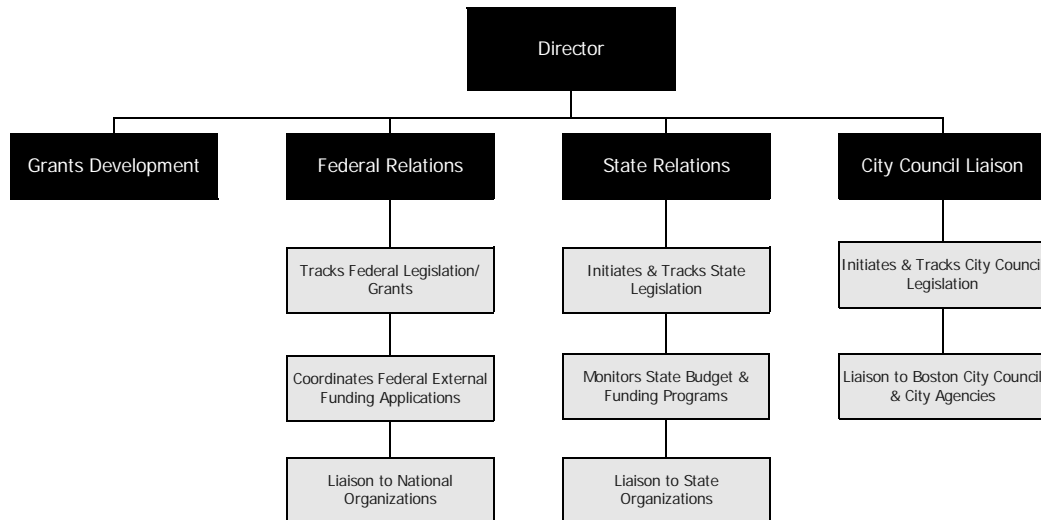 Director
Grants Development
Federal Relations
State Relations
City Council Liaison
Tracks Federal Legislation/
Grants
Initiates & Tracks State
Legislation
Initiates & Tracks City Council
Legislation
Coordinates Federal External
Funding Applications
Monitors State Budget &
Funding Programs
Liaison to Boston City Council
& City Agencies
Liaison to National
Organizations
Liaison to State
Organizations